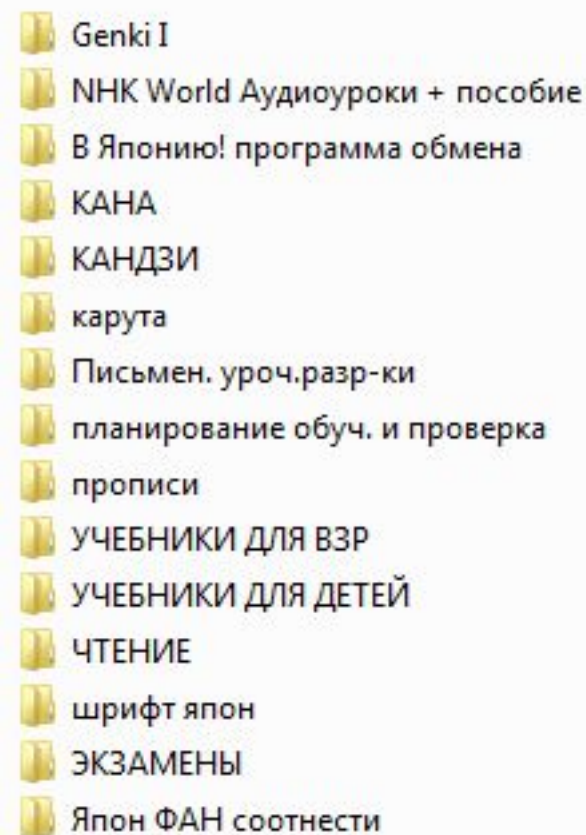 Genki I
NHK World Аудиоуроки + пособие
В Японию! программа обмена
КАНА
КАНДЗИ
карута
Письмен. уроч.разр-ки
планирование обуч. и проверка
прописи
УЧЕБНИКИ ДЛЯ ВЗР
УЧЕБНИКИ ДЛЯ ДЕТЕЙ
ЧТЕНИЕ
шрифт япон
ЭКЗАМЕНЫ
Япон ФАН соотнести